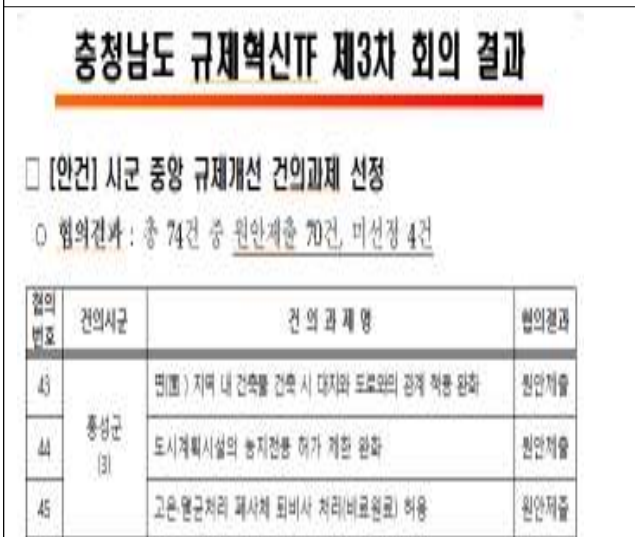 충청남도 규제혁신TF 제3차 회의 결과
□ [안건] 시군 중앙 규제개선 건의과제 선정
○ 협의결과 : 총 74건 중 원안제출 70건, 미선정 4건
협의번호 건의시군 건 의 과 제 명 협의결과
43 홍성군 (3) 면(面) 지역 내 건축물 건축 시 대지와 도로와의 관계 적용 완화 원안제출
44 도시계획시설의 농지전용 허가 제한 완화 원안제출
45 고온·멸균처리 폐사체 퇴비사 처리(비료원료) 허용 원안제출